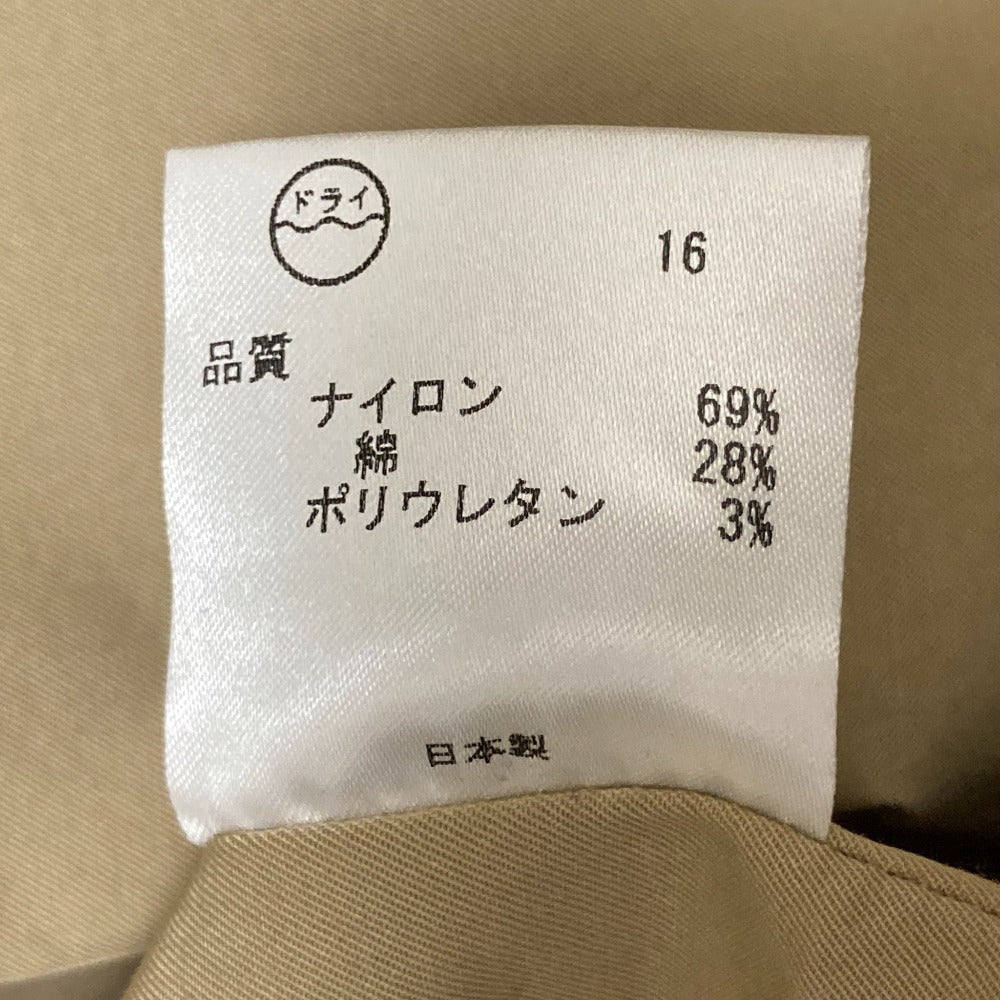 ドライ
16
品質
ナイロン 69%
綿 28%
ポリウレタン 3%
日本製